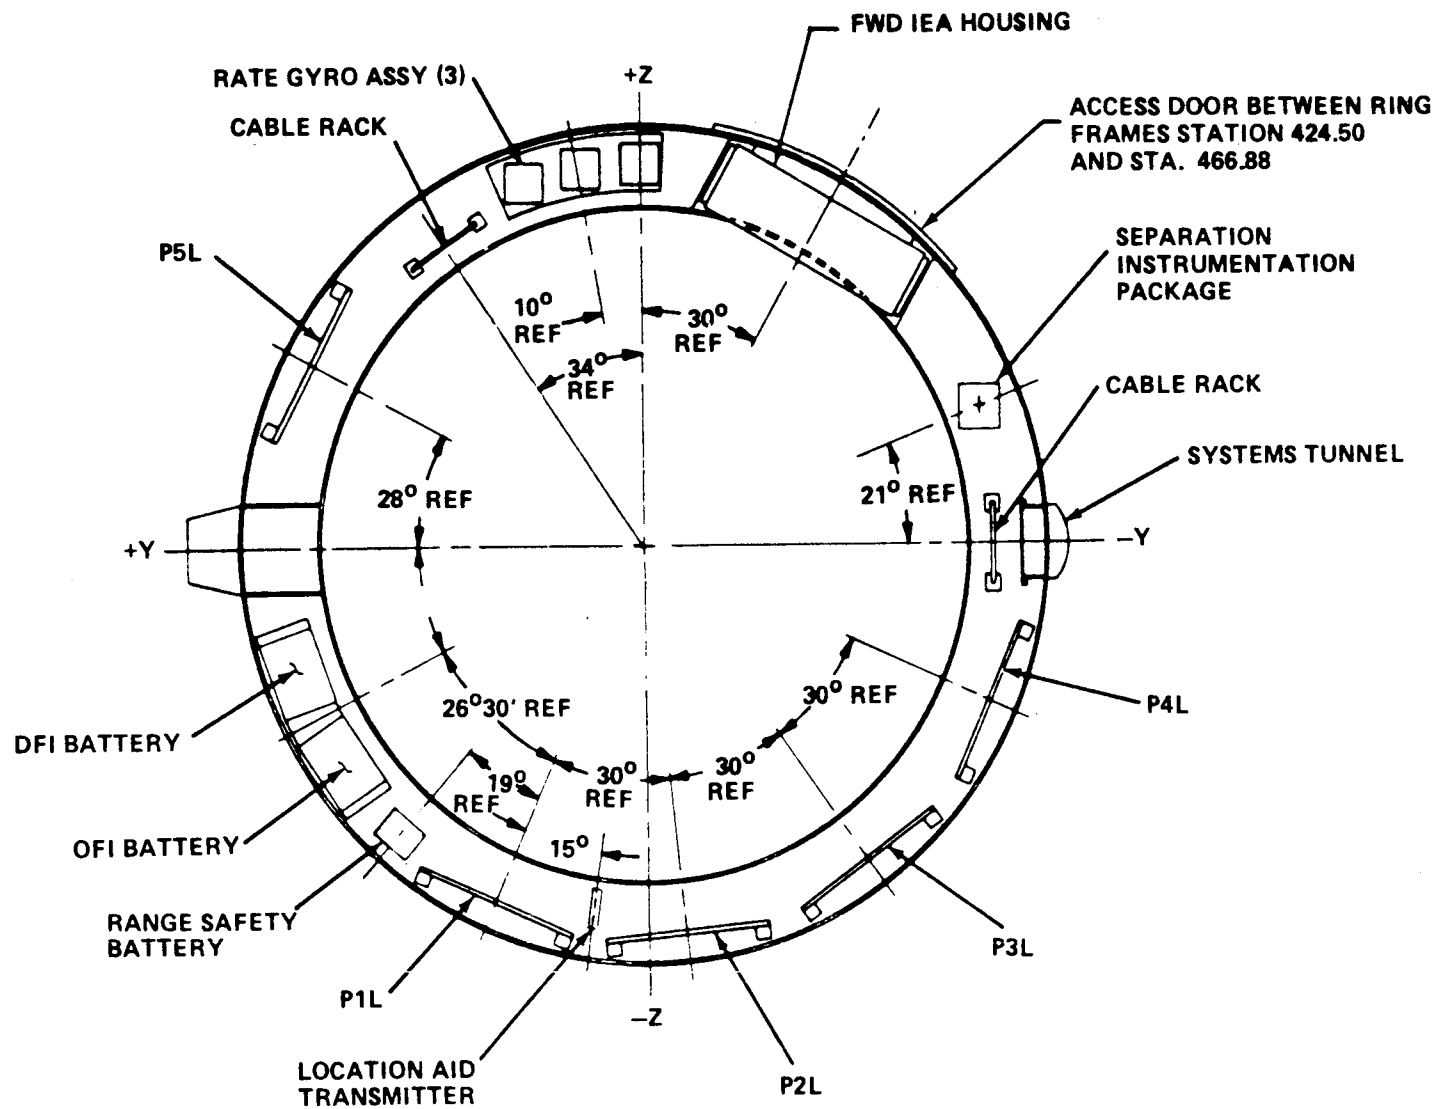 FWD IEA HOUSING
RATE GYRO ASSY (3)
+Z
CABLE RACK
ACCESS DOOR BETWEEN RING
FRAMES STATION 424.50
AND STA. 466.88
P5L
SEPARATION
INSTRUMENTATION
PACKAGE
10° REF
30° REF
34° REF
CABLE RACK
SYSTEMS TUNNEL
28° REF
21° REF
+Y
−Y
26°30' REF
30° REF
P4L
DFI BATTERY
19° REF
30° REF
30° REF
OFI BATTERY
15°
RANGE SAFETY
BATTERY
P3L
P1L
−Z
LOCATION AID
TRANSMITTER
P2L